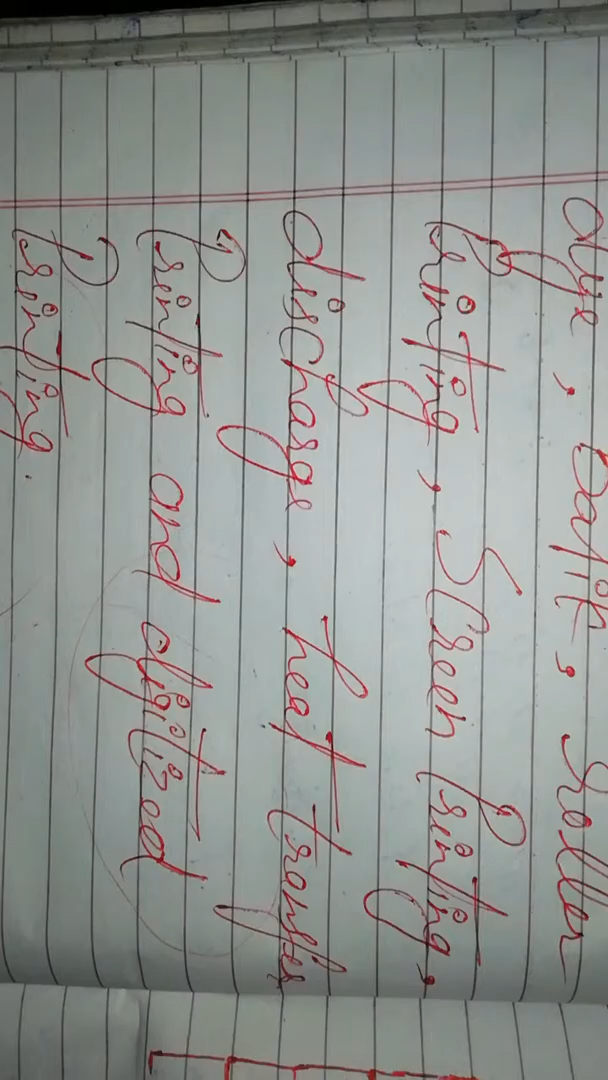 dye, Batik, roller
printing, Screen Printing,
discharge, heat transfer
Printing and digitized
Printing.